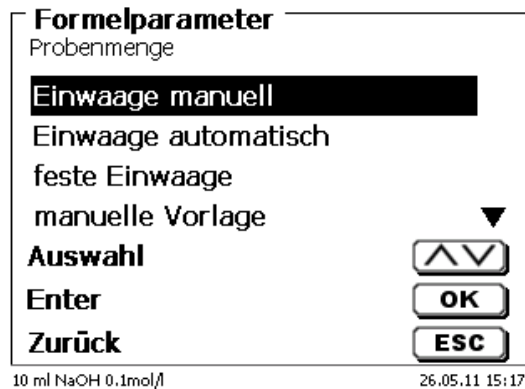 Formelparameter
Probenmenge
Einwaage manuell
Einwaage automatisch
feste Einwaage
manuelle Vorlage
Auswahl
Enter OK
Zurück ESC
10 ml NaOH 0.1mol/l 26.05.11 15:17